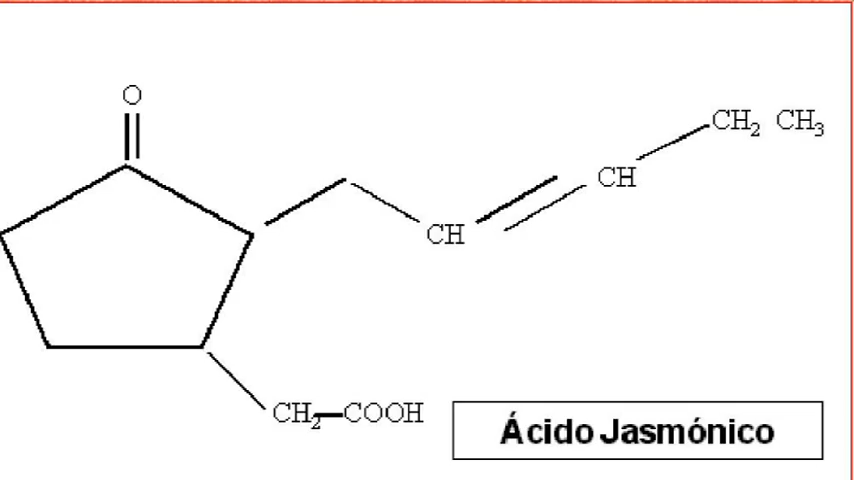 O
CH₂ CH₃
CH
CH
CH₂—COOH
Ácido Jasmónico